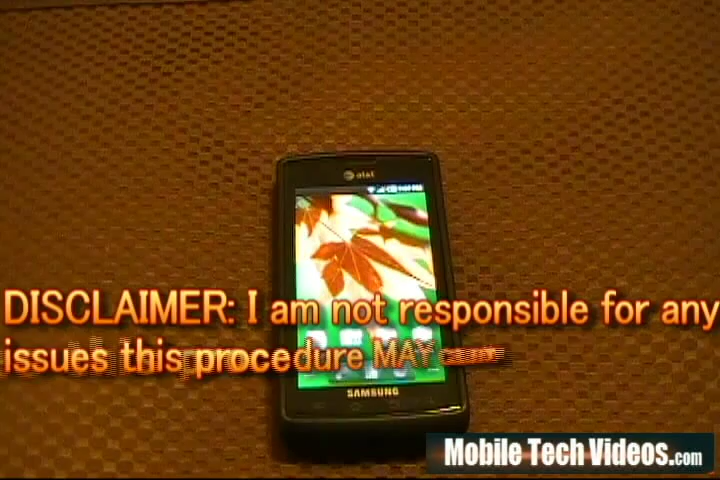 at&t
DISCLAIMER: I am not responsible for any
issues this procedure MAY
SAMSUNG
Mobile Tech Videos.com